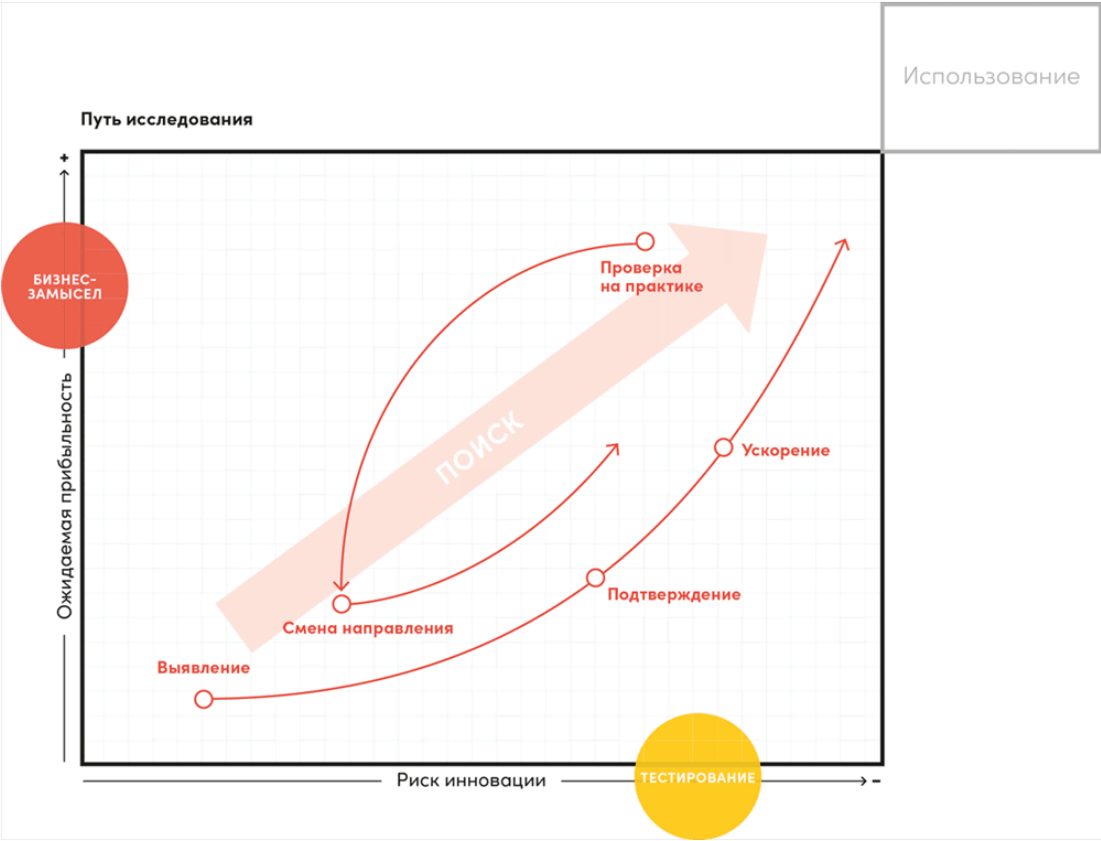 Использование
Путь исследования
+
БИЗНЕС-
ЗАМЫСЕЛ
Проверка
на практике
Ожидаемая прибыльность
ПОИСК
Ускорение
Подтверждение
Смена направления
Выявление
Риск инновации
ТЕСТИРОВАНИЕ
-